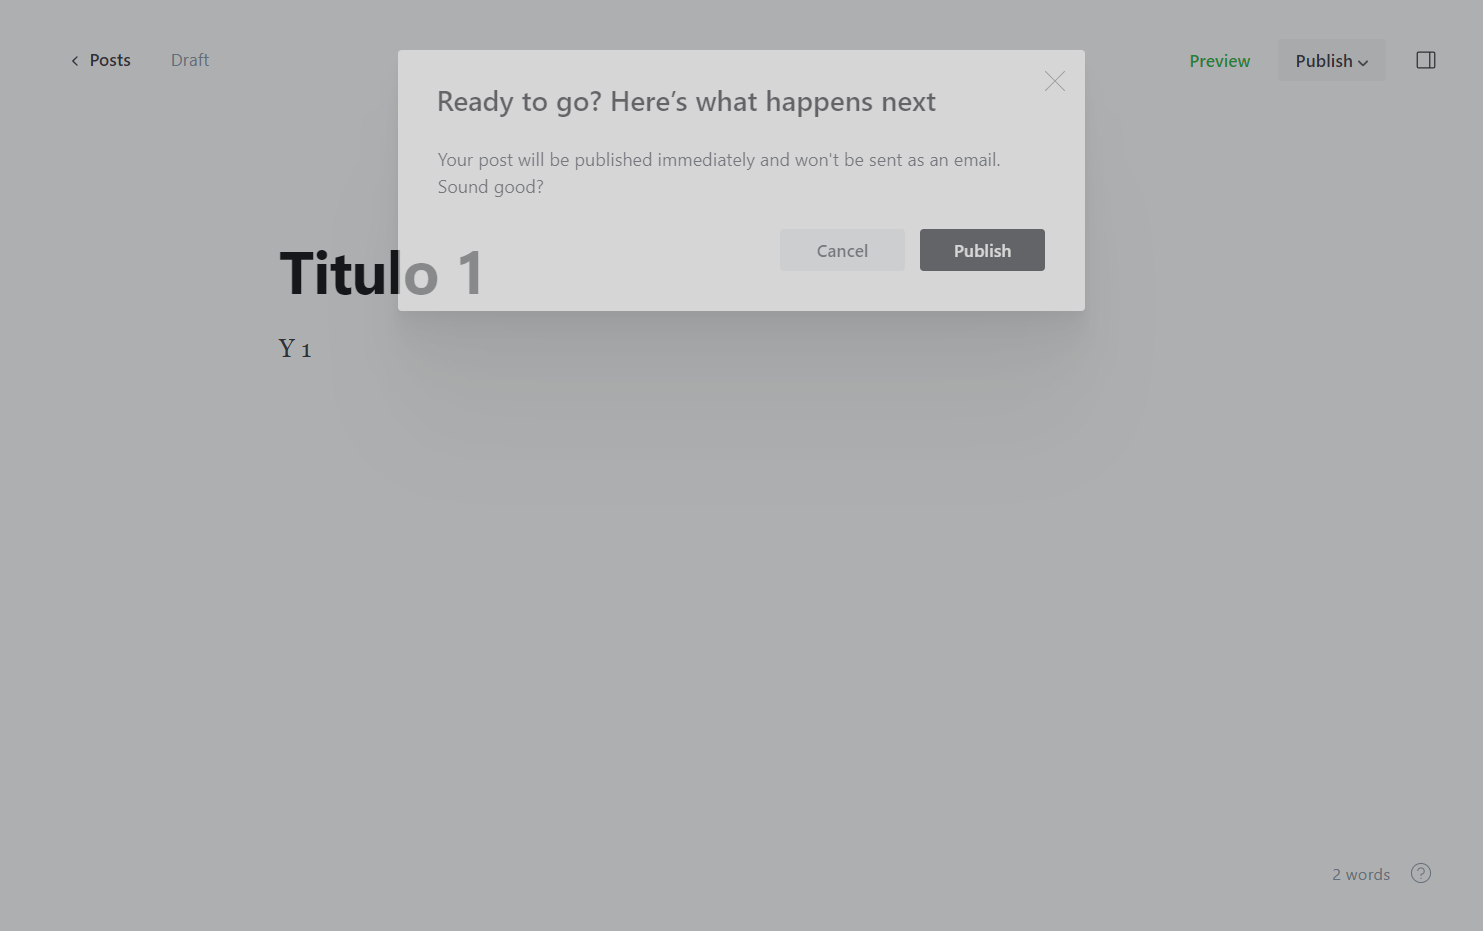 Posts
Draft
Preview
Publish
Ready to go? Here’s what happens next
Your post will be published immediately and won't be sent as an email.
Sound good?
Cancel
Publish
Titulo 1
Y 1
2 words
?